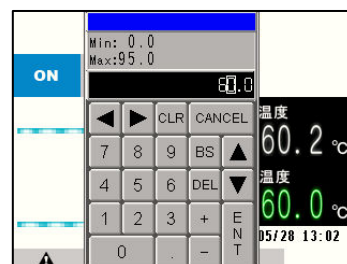 Min: 0.0
Max:95.0
60.0
ON
◀ ▶ CLR CANCEL
7 8 9 BS ▲
4 5 6 DEL ▼
1 2 3 + ENT
0 . -
温度
60.2 ℃
温度
60.0 ℃
05/28 13:02